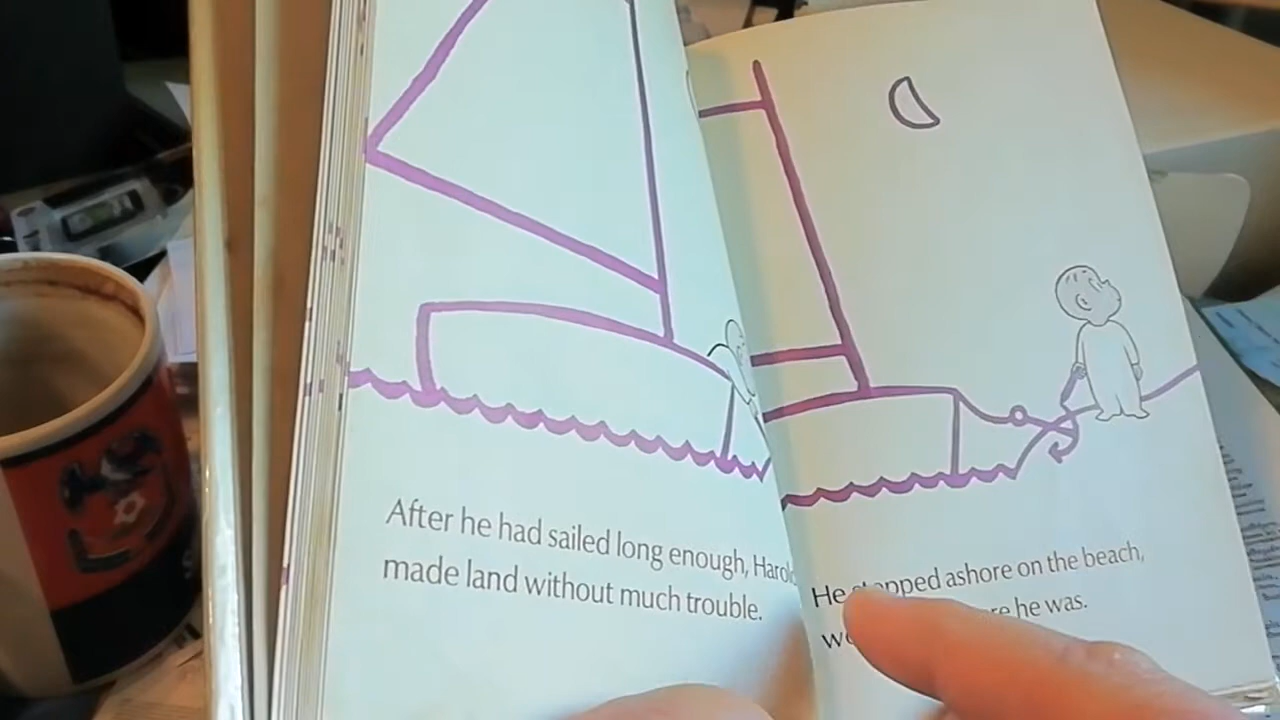 After he had sailed long enough, Harold
made land without much trouble.
He stepped ashore on the beach,
he was.